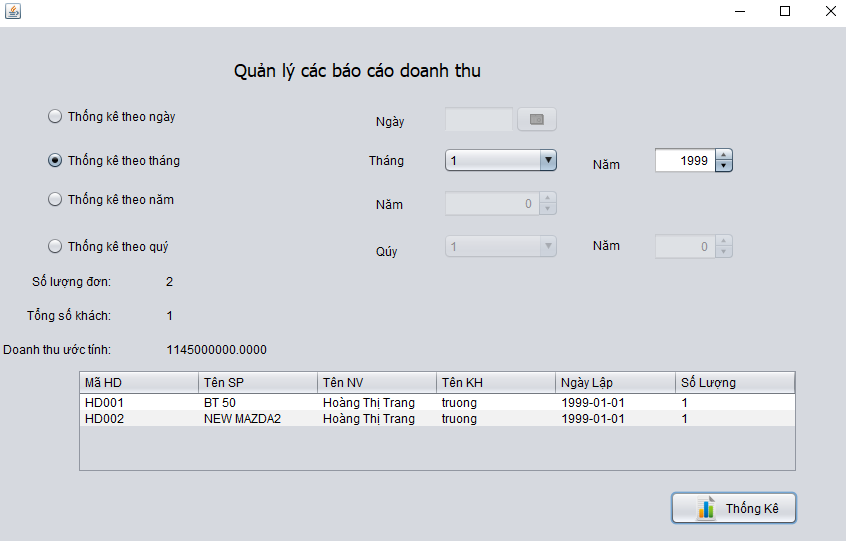 Quản lý các báo cáo doanh thu
Thống kê theo ngày Ngày
Thống kê theo tháng Tháng 1 Năm 1999
Thống kê theo năm Năm 0
Thống kê theo quý Qúy 1 Năm 0
Số lượng đơn: 2
Tổng số khách: 1
Doanh thu ước tính: 1145000000.0000
Mã HD Tên SP Tên NV Tên KH Ngày Lập Số Lượng
HD001 BT 50 Hoàng Thị Trang truong 1999-01-01 1
HD002 NEW MAZDA2 Hoàng Thị Trang truong 1999-01-01 1
Thống Kê